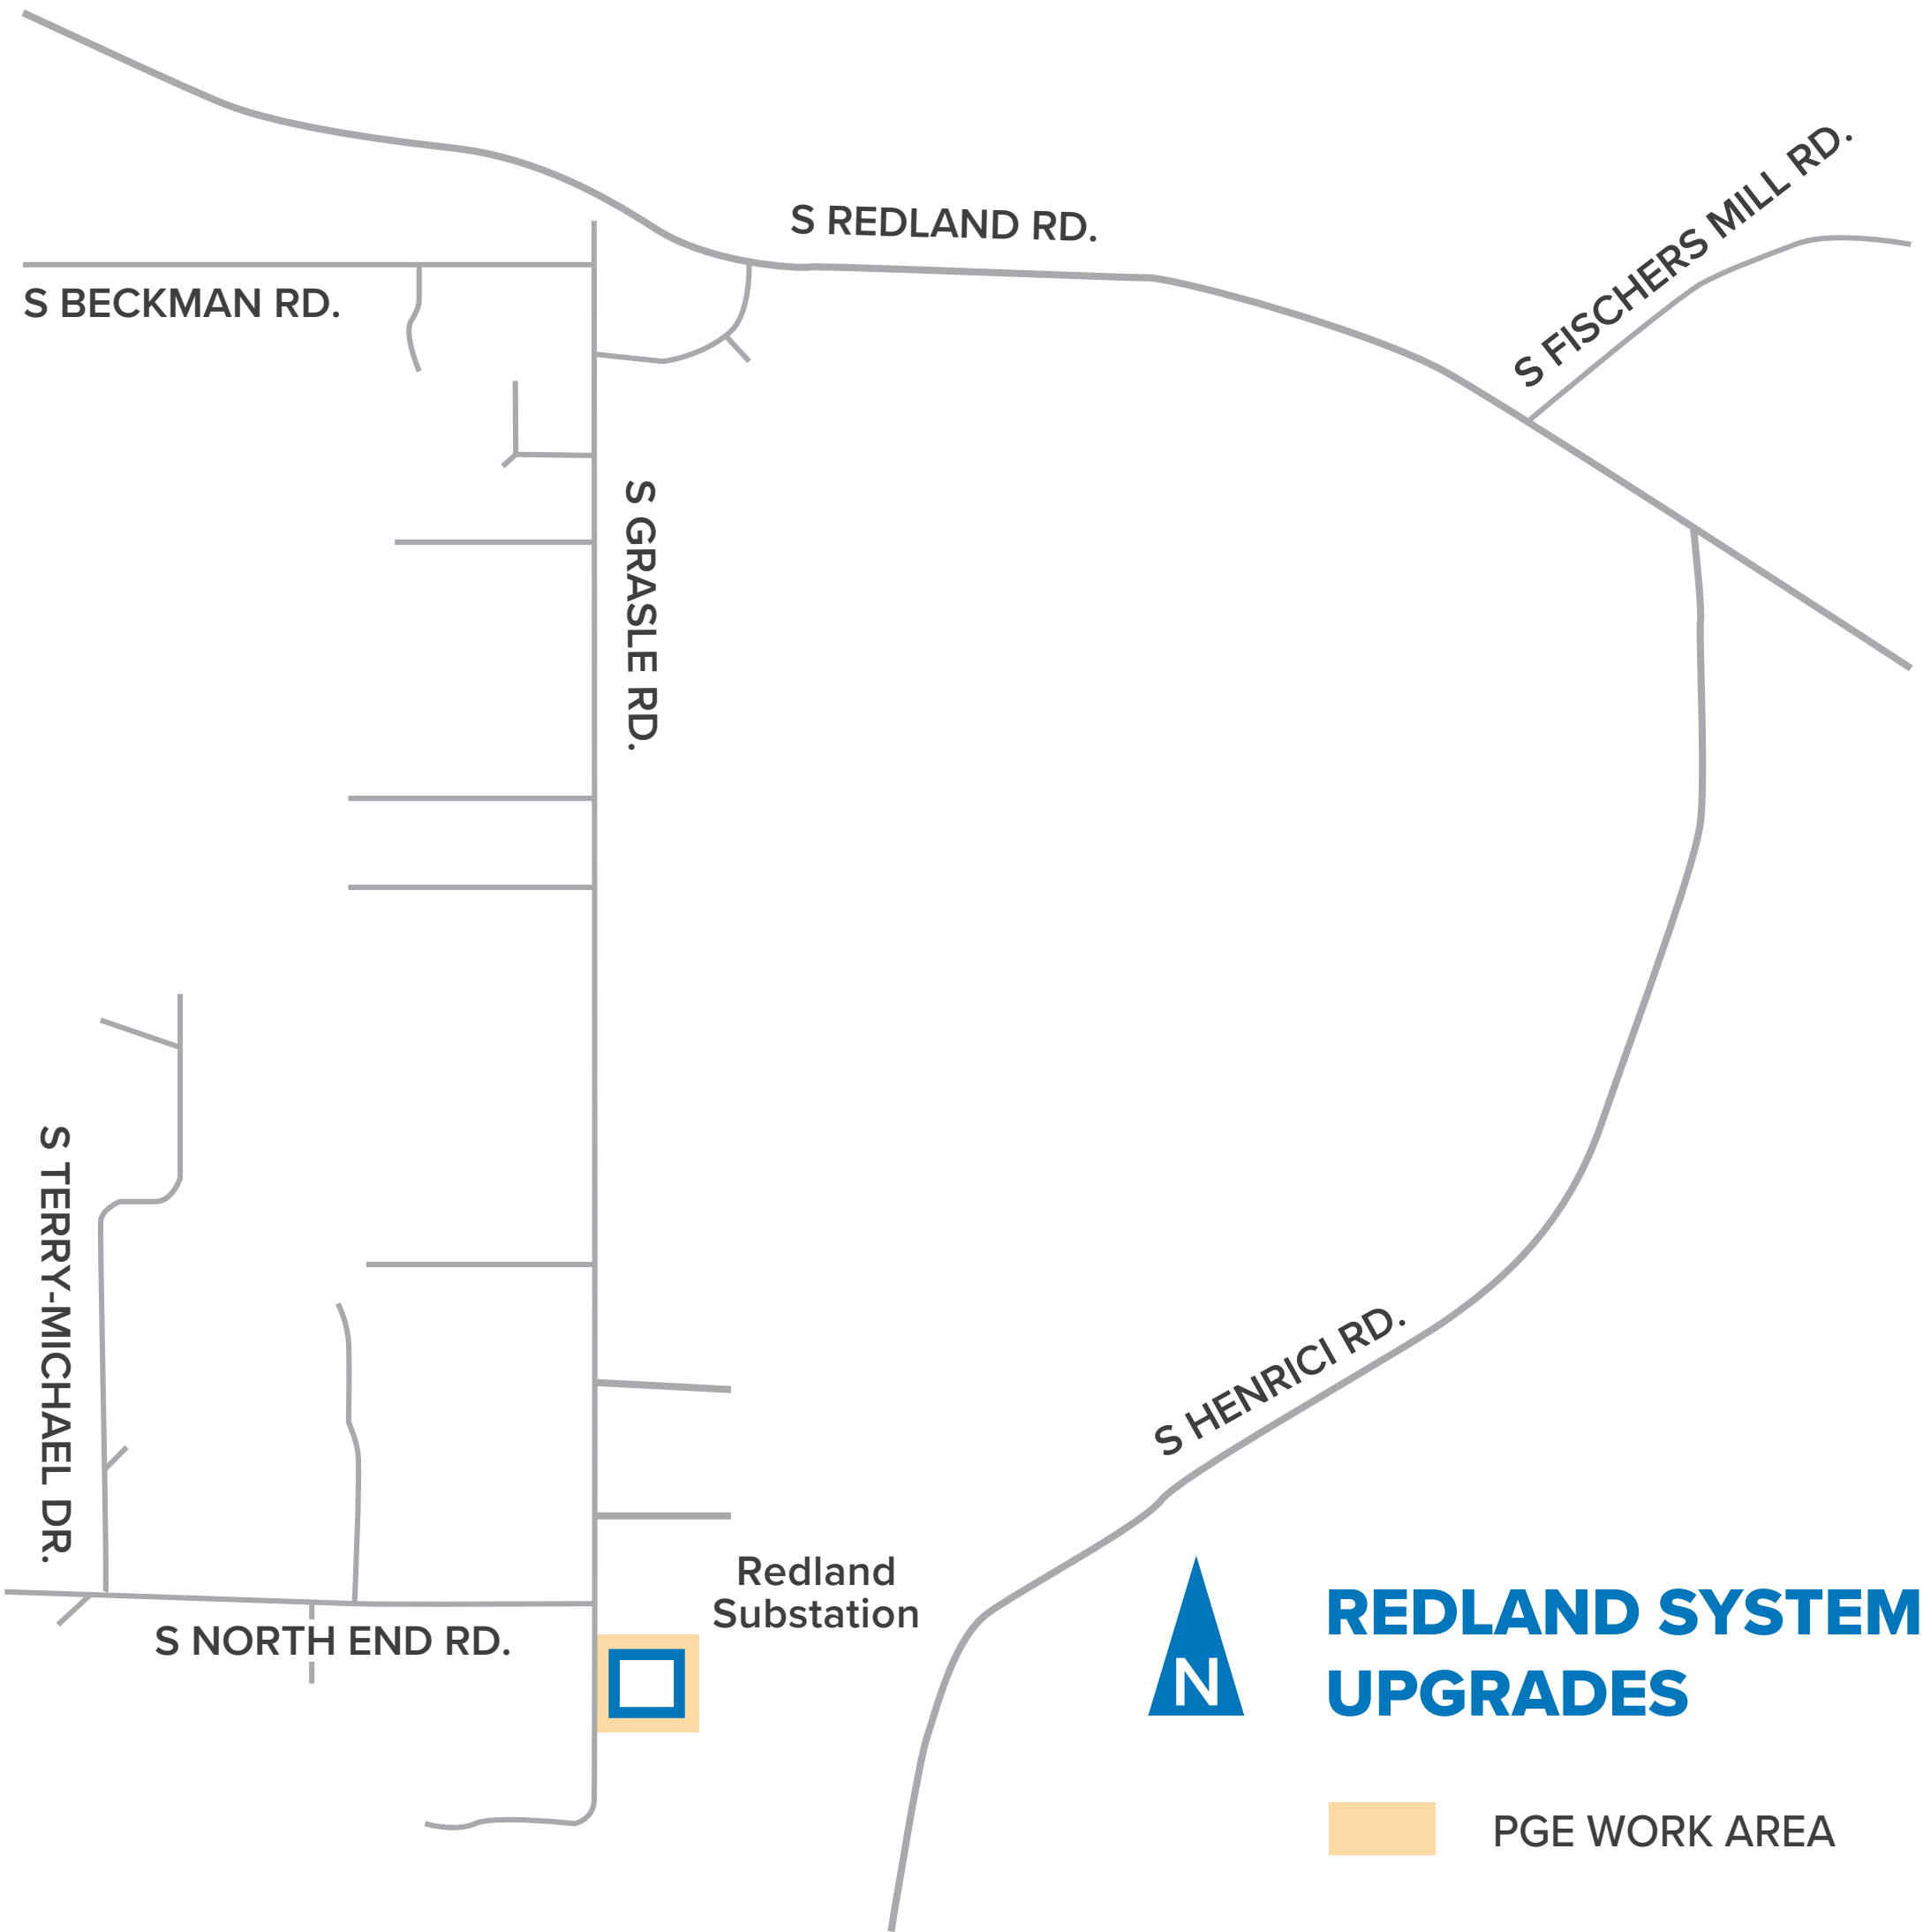 S REDLAND RD.
S FISCHERS MILL RD.
S BECKMAN RD.
S GRASLE RD.
S TERRY-MICHAEL DR.
S HENRICI RD.
Redland
Substation
S NORTH END RD.
N
REDLAND SYSTEM
UPGRADES
PGE WORK AREA